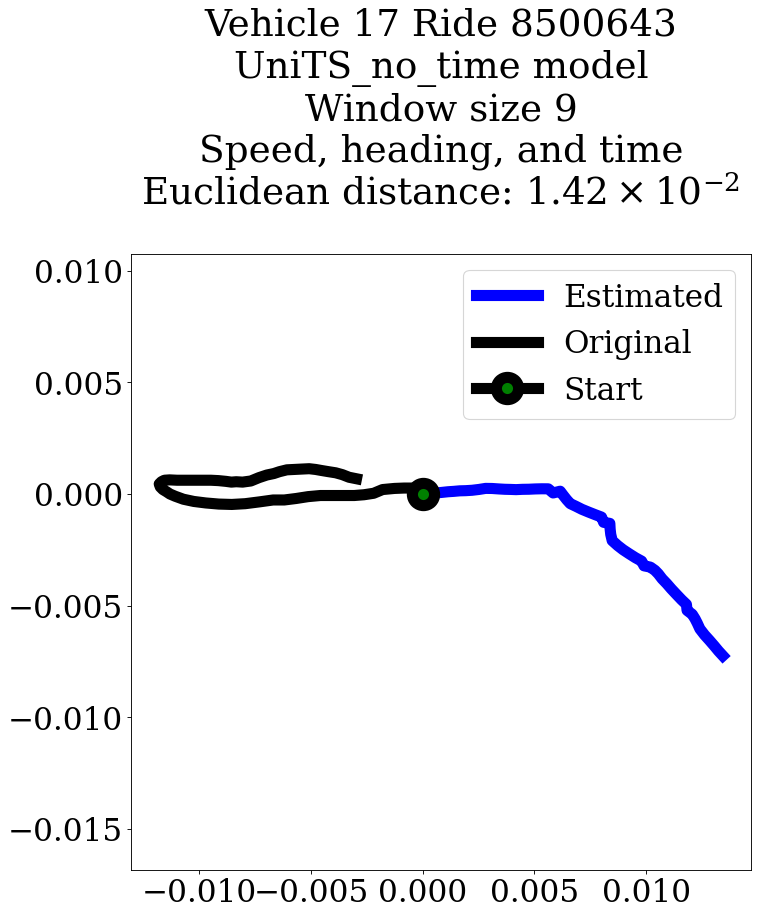 Vehicle 17 Ride 8500643
UniTS_no_time model
Window size 9
Speed, heading, and time
Euclidean distance: 1.42 × 10⁻²
0.010
0.005
0.000
−0.005
−0.010
−0.015
Estimated
Original
Start
−0.010 −0.005 0.000 0.005 0.010